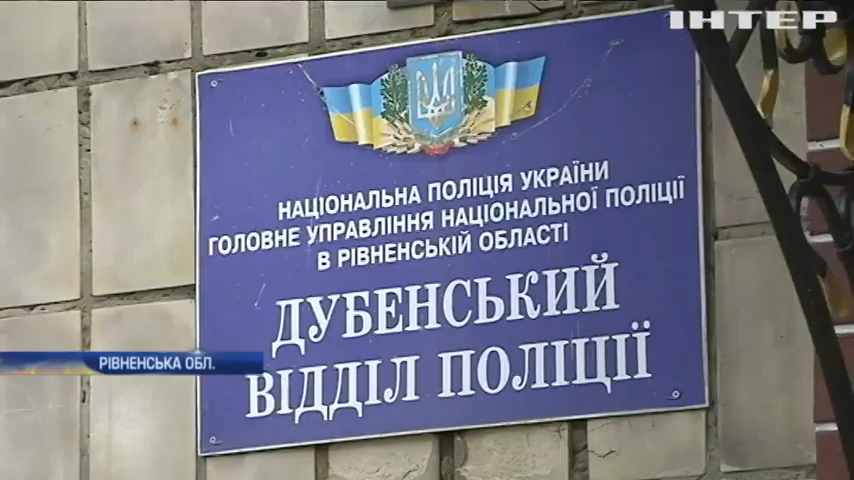 ІНТЕР
НАЦІОНАЛЬНА ПОЛІЦІЯ УКРАЇНИ
ГОЛОВНЕ УПРАВЛІННЯ НАЦІОНАЛЬНОЇ ПОЛІЦІЇ
В РІВНЕНСЬКІЙ ОБЛАСТІ
ДУБЕНСЬКИЙ
ВІДДІЛ ПОЛІЦІЇ
РІВНЕНСЬКА ОБЛ.